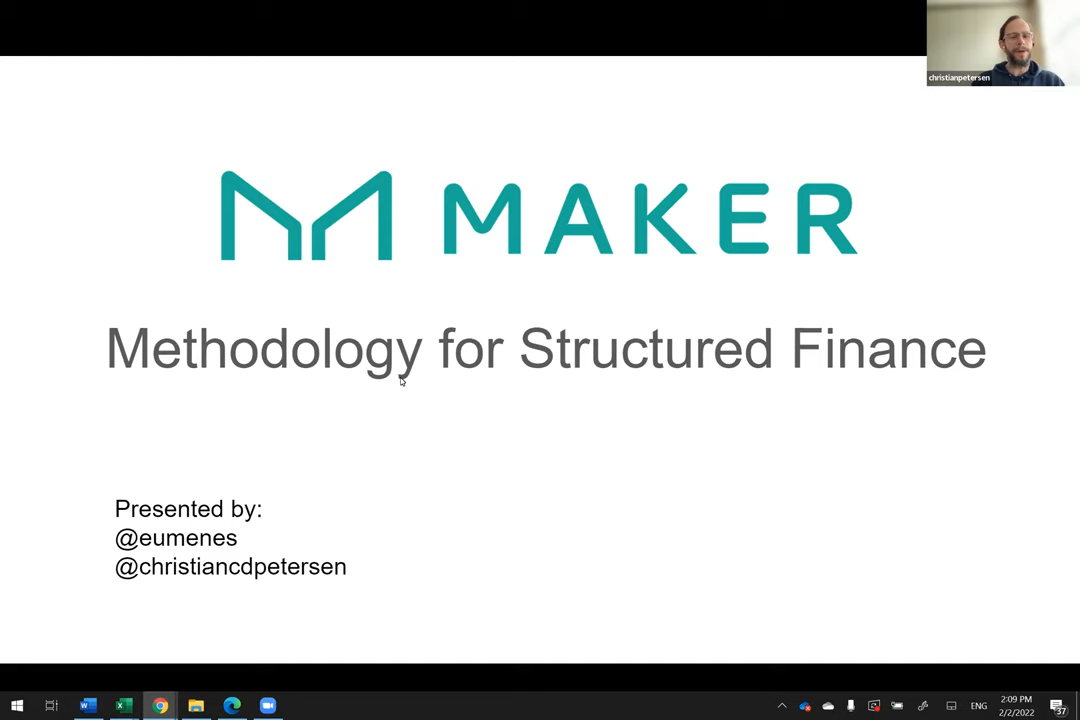 christianpetersen
MAKER
Methodology for Structured Finance
Presented by:
@eumenes
@christiancdpetersen
ENG
2:09 PM
2/2/2022
37